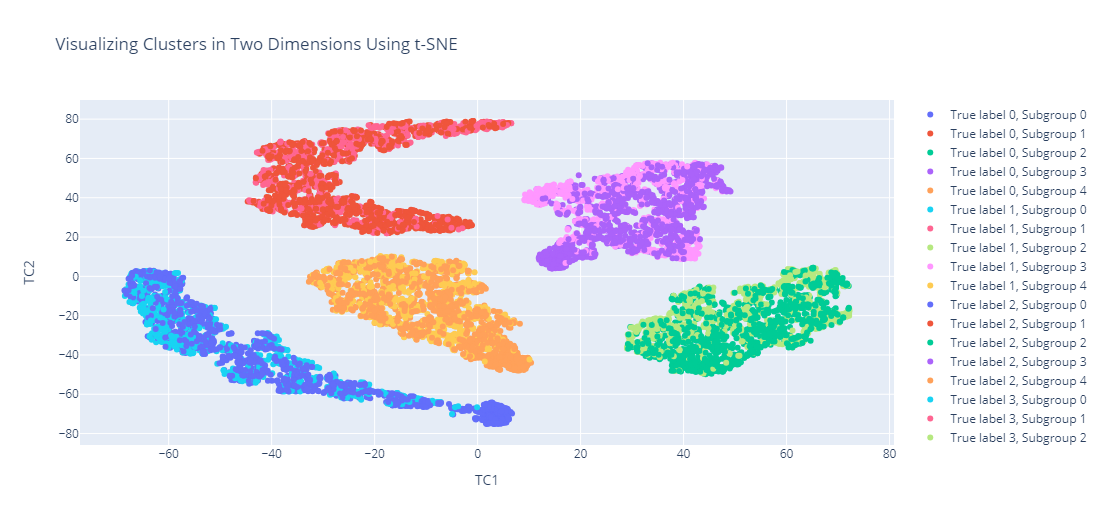 Visualizing Clusters in Two Dimensions Using t-SNE
80
60
40
20
0
−20
−40
−60
−80
TC2
−60
−40
−20
0
20
40
60
80
TC1
True label 0, Subgroup 0
True label 0, Subgroup 1
True label 0, Subgroup 2
True label 0, Subgroup 3
True label 0, Subgroup 4
True label 1, Subgroup 0
True label 1, Subgroup 1
True label 1, Subgroup 2
True label 1, Subgroup 3
True label 1, Subgroup 4
True label 2, Subgroup 0
True label 2, Subgroup 1
True label 2, Subgroup 2
True label 2, Subgroup 3
True label 2, Subgroup 4
True label 3, Subgroup 0
True label 3, Subgroup 1
True label 3, Subgroup 2